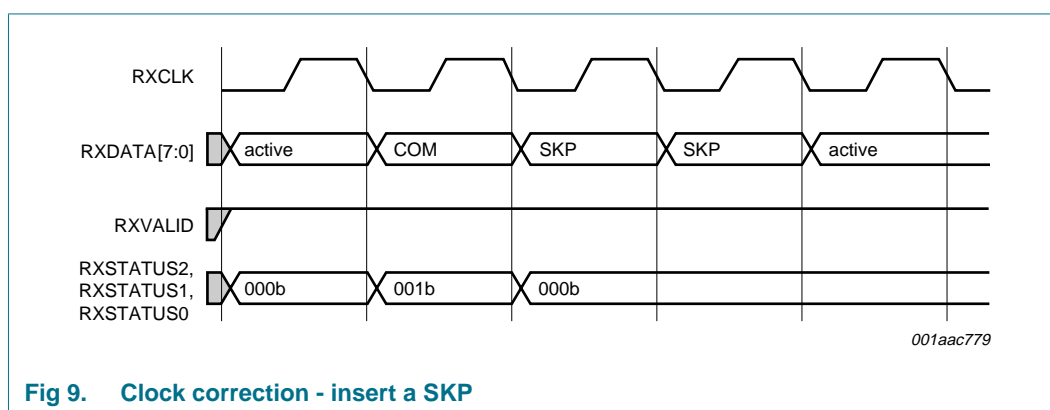 RXCLK
RXDATA[7:0] active COM SKP SKP active
RXVALID
RXSTATUS2,
RXSTATUS1, 000b 001b 000b
RXSTATUS0
001aac779
Fig 9. Clock correction - insert a SKP